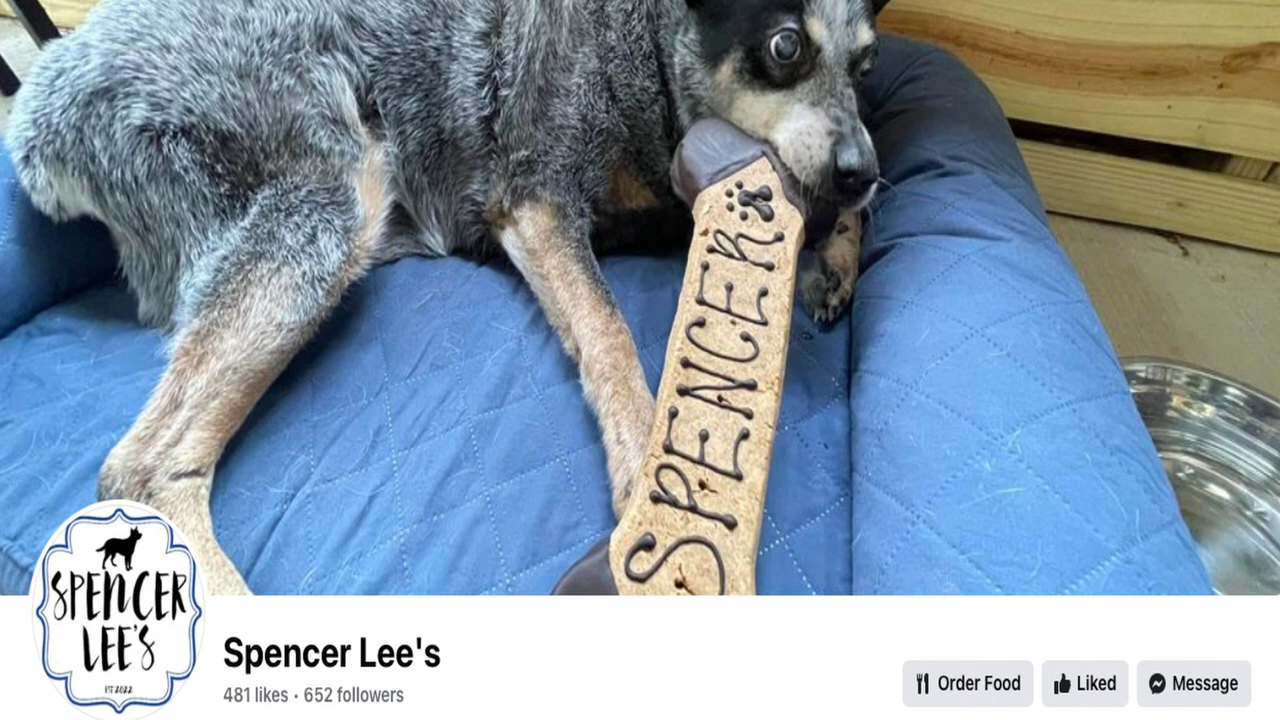 SPENCER
SPENCER
LEE'S
EST 2022
Spencer Lee's
481 likes · 652 followers
Order Food
Liked
Message